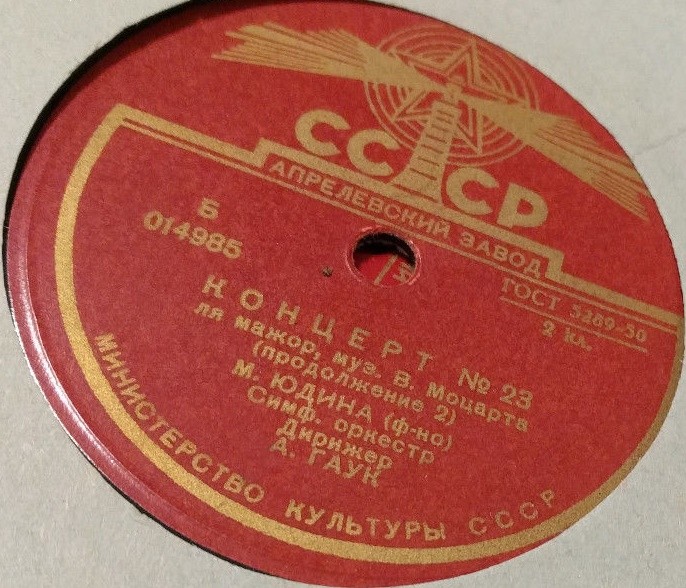 СССР
АПРЕЛЕВСКИЙ ЗАВОД
Б
014985
ГОСТ 5289-50
2 кл.
КОНЦЕРТ № 23
ля мажор, муз. В. Моцарта
(продолжение 2)
М. ЮДИНА (ф-но)
Симф. оркестр
Дирижер
А. ГАУК
МИНИСТЕРСТВО КУЛЬТУРЫ СССР